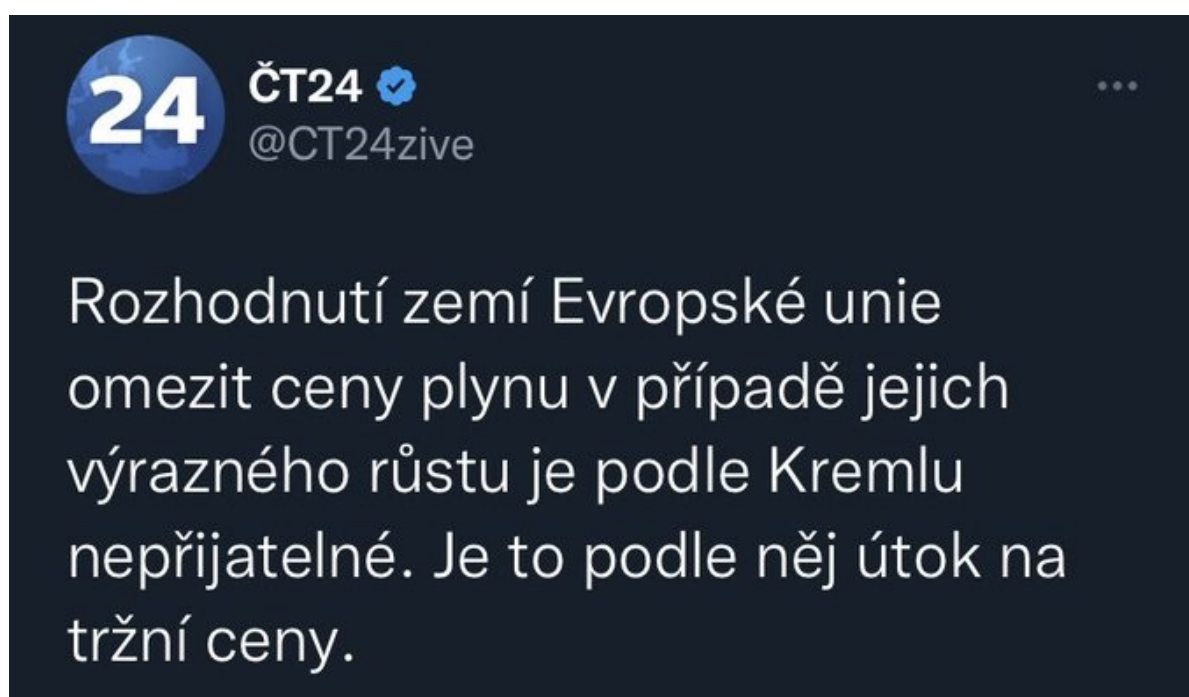 24
ČT24
@CT24zive
Rozhodnutí zemí Evropské unie
omezit ceny plynu v případě jejich
výrazného růstu je podle Kremlu
nepřijatelné. Je to podle něj útok na
tržní ceny.